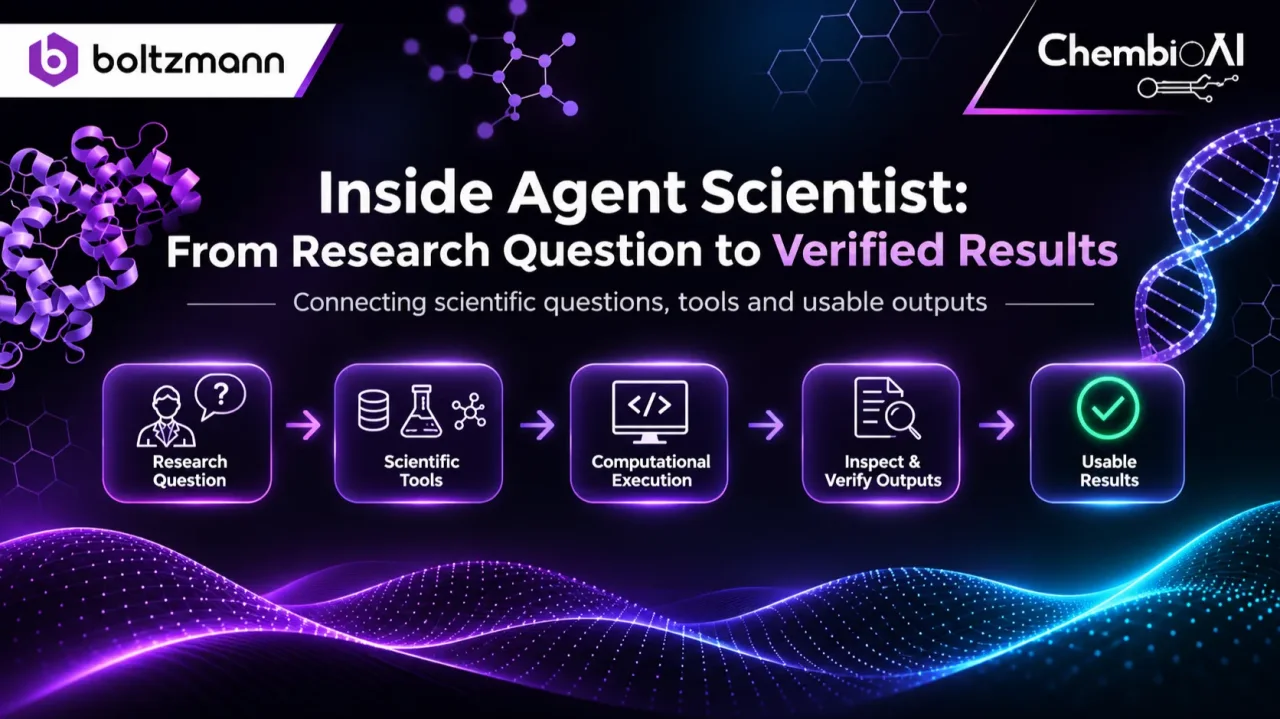 boltzmann
ChembioAI
Inside Agent Scientist:
From Research Question to Verified Results
Connecting scientific questions, tools and usable outputs
?
Research
Question
Scientific
Tools
</>
Computational
Execution
Inspect &
Verify Outputs
Usable
Results